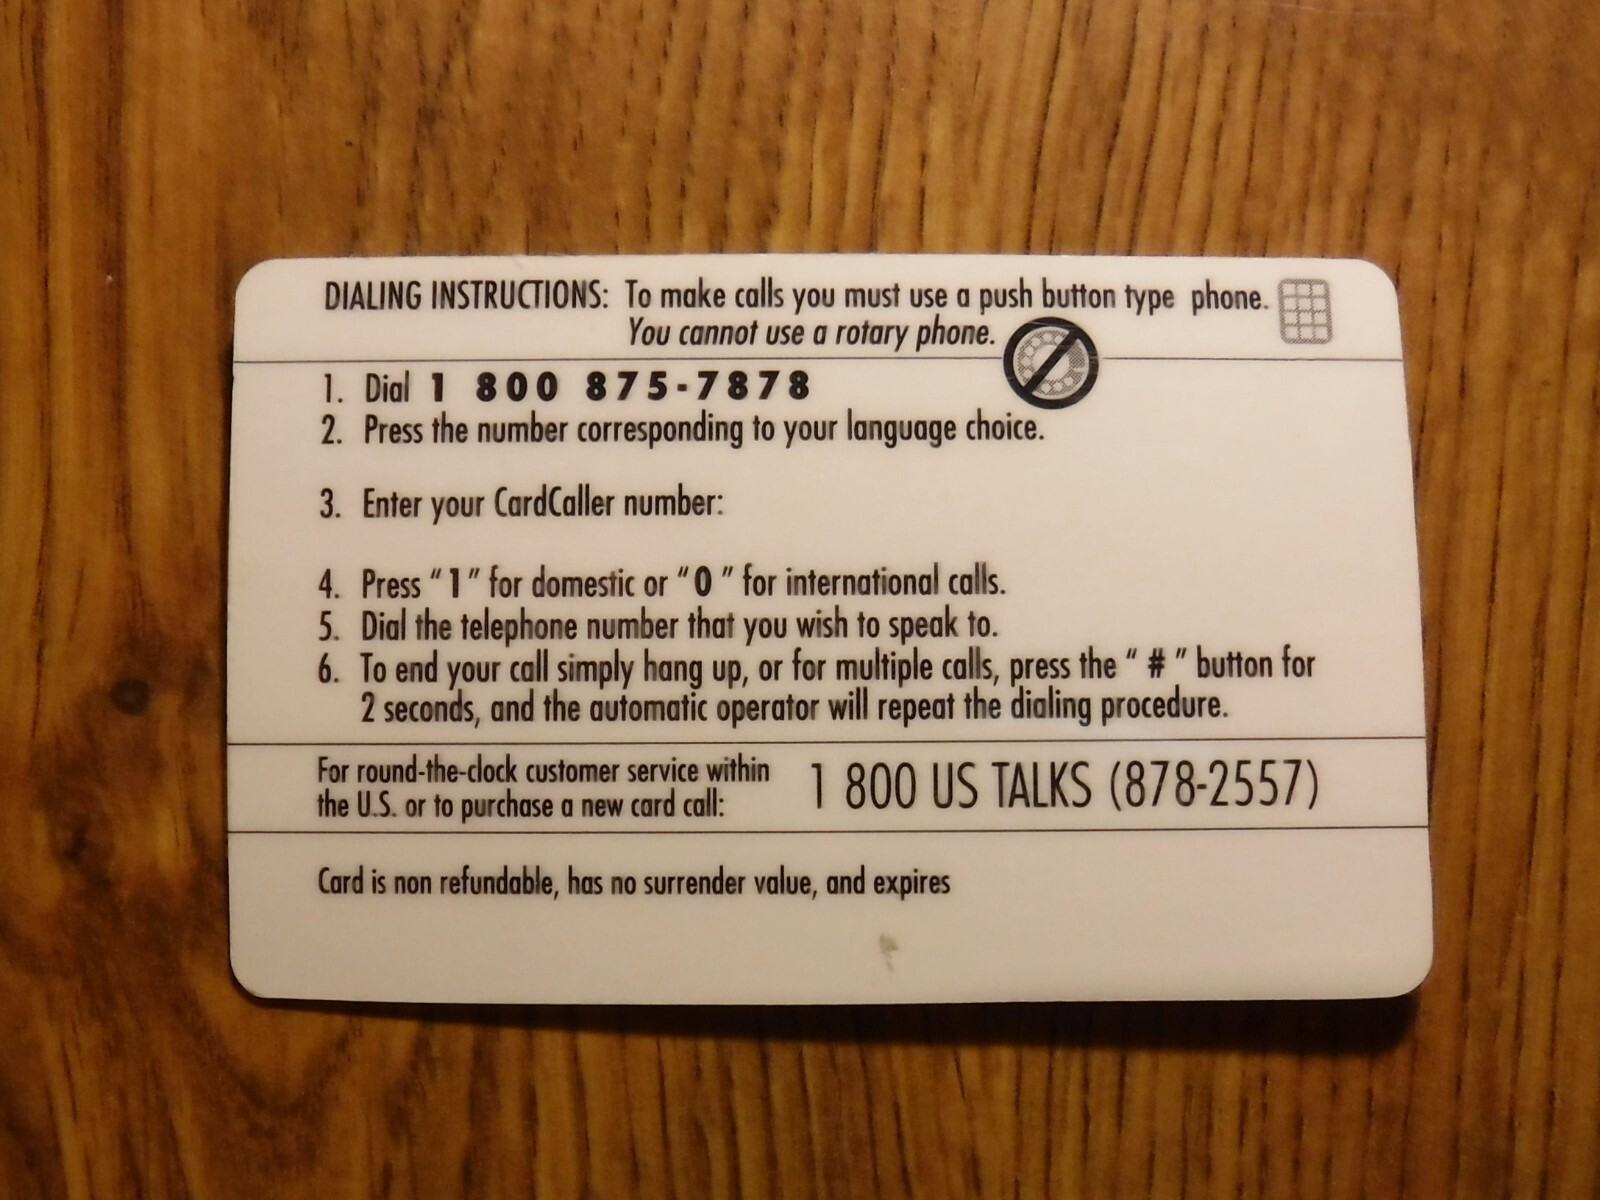 DIALING INSTRUCTIONS: To make calls you must use a push button type phone.
You cannot use a rotary phone.
1. Dial 1 800 875-7878
2. Press the number corresponding to your language choice.
3. Enter your CardCaller number:
4. Press “1” for domestic or “0 ” for international calls.
5. Dial the telephone number that you wish to speak to.
6. To end your call simply hang up, or for multiple calls, press the “ # ” button for
2 seconds, and the automatic operator will repeat the dialing procedure.
For round-the-clock customer service within
the U.S. or to purchase a new card call:
1 800 US TALKS (878-2557)
Card is non refundable, has no surrender value, and expires